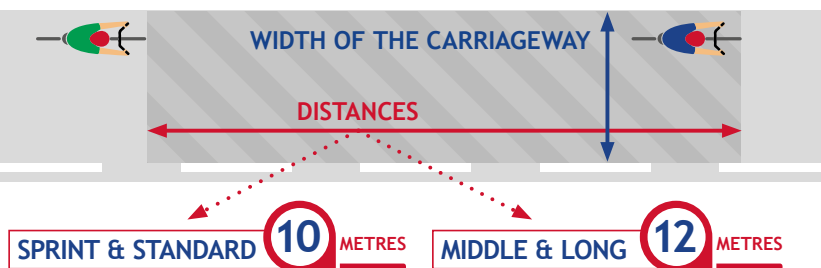 WIDTH OF THE CARRIAGEWAY
DISTANCES
SPRINT & STANDARD 10 METRES
MIDDLE & LONG 12 METRES